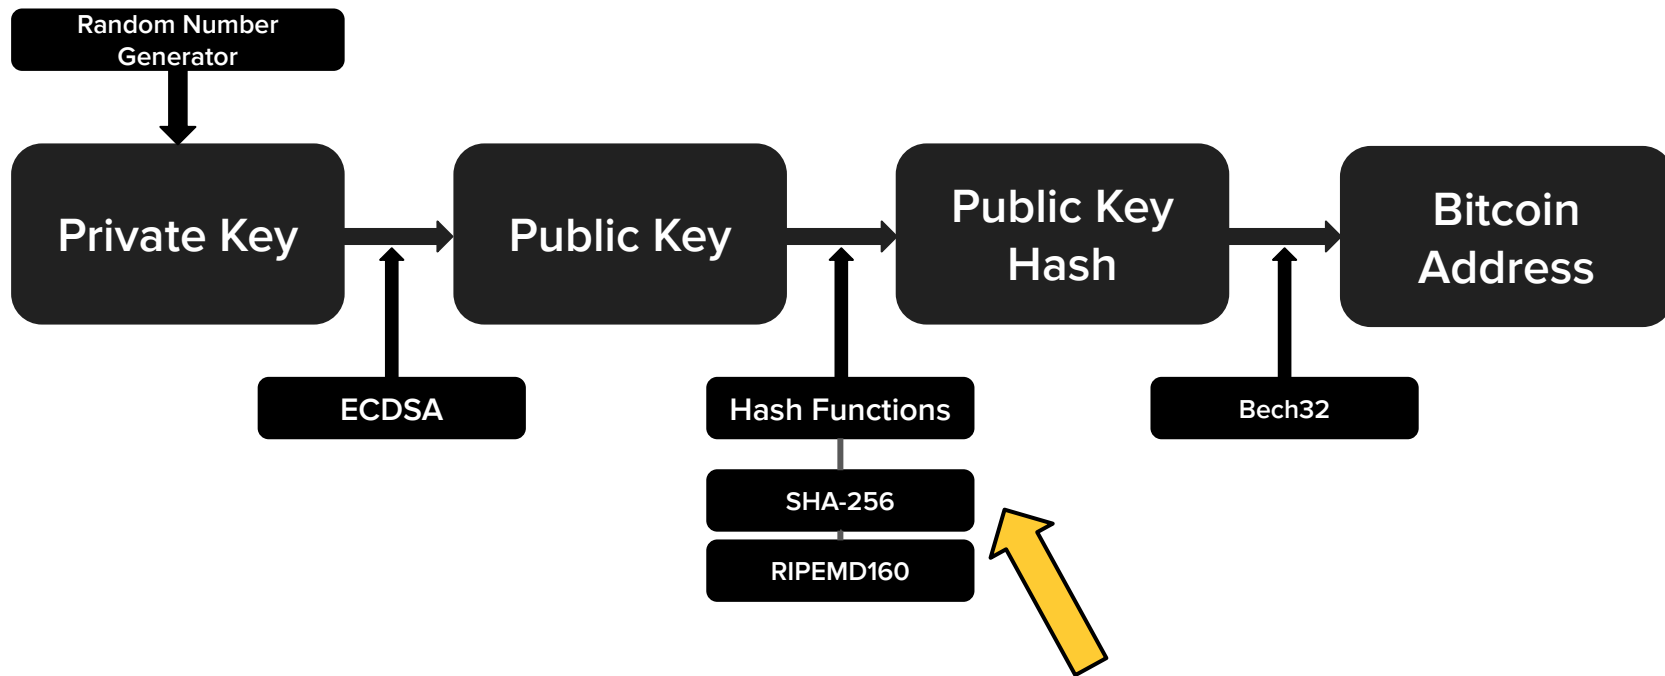 Random Number
Generator
Private Key
Public Key
Public Key
Hash
Bitcoin
Address
ECDSA
Hash Functions
Bech32
SHA-256
RIPEMD160